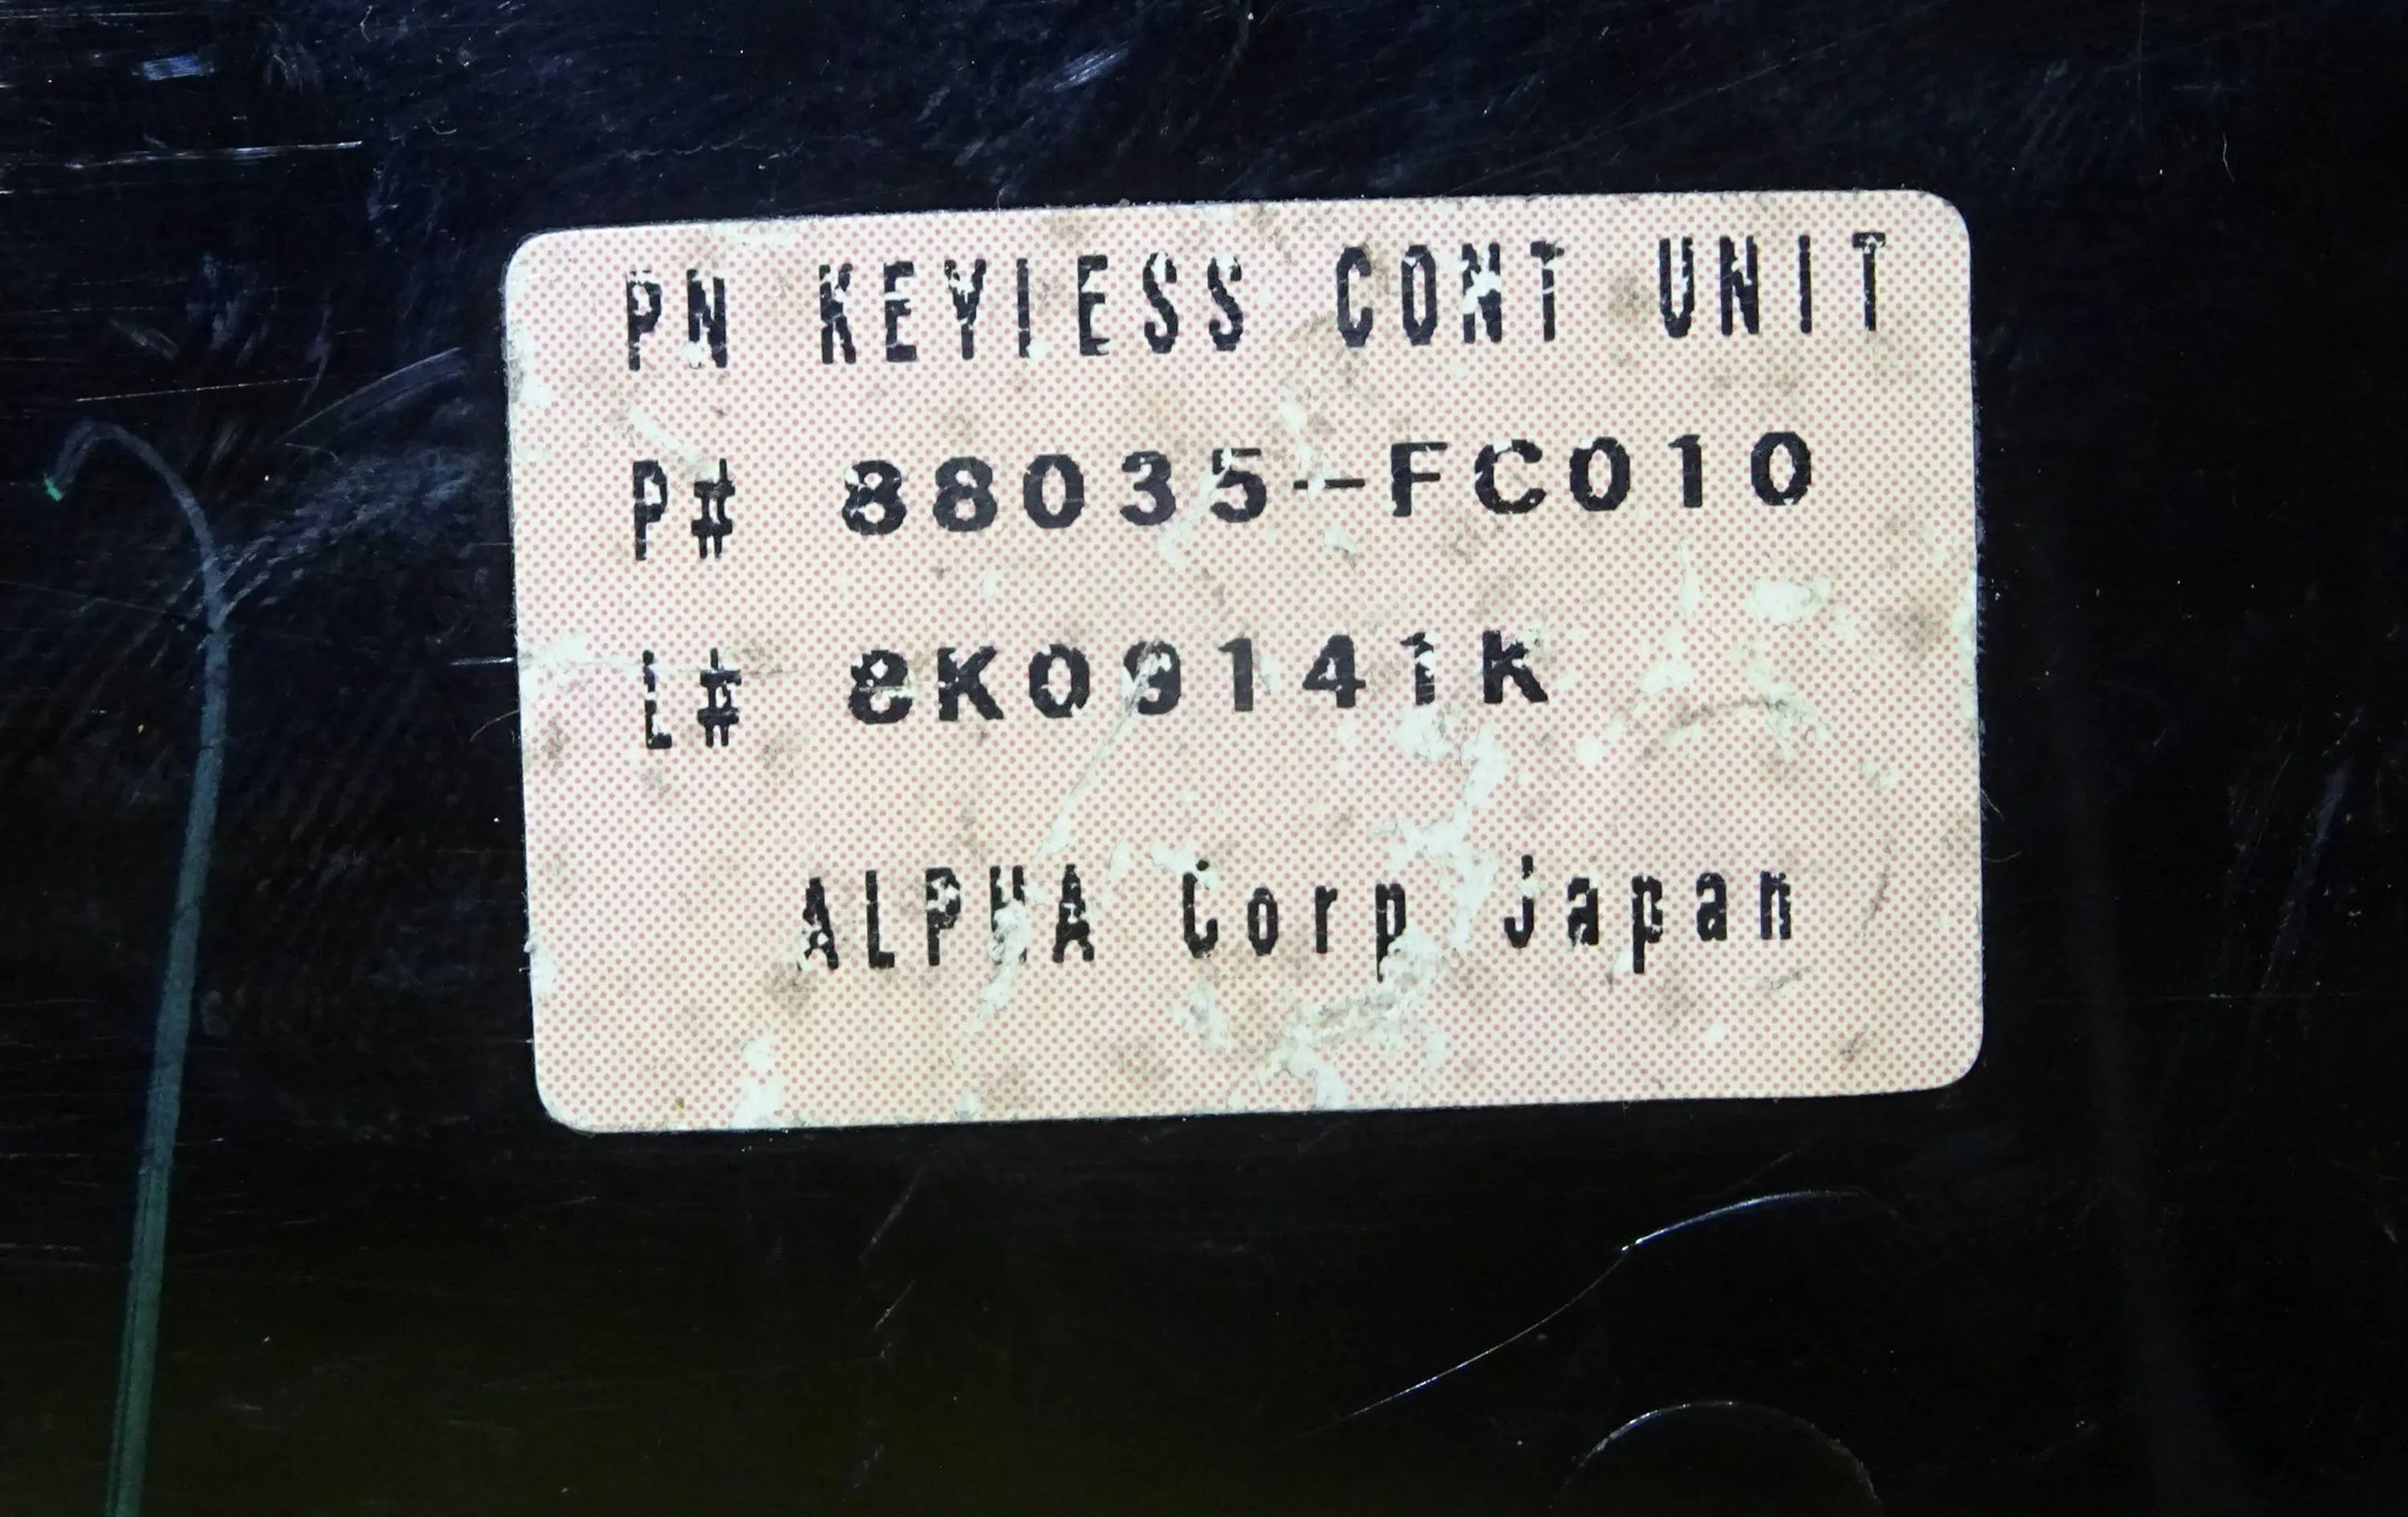 PN KEYLESS CONT UNIT
P# 88035-FC010
L# 8K09141K
ALPHA Corp Japan